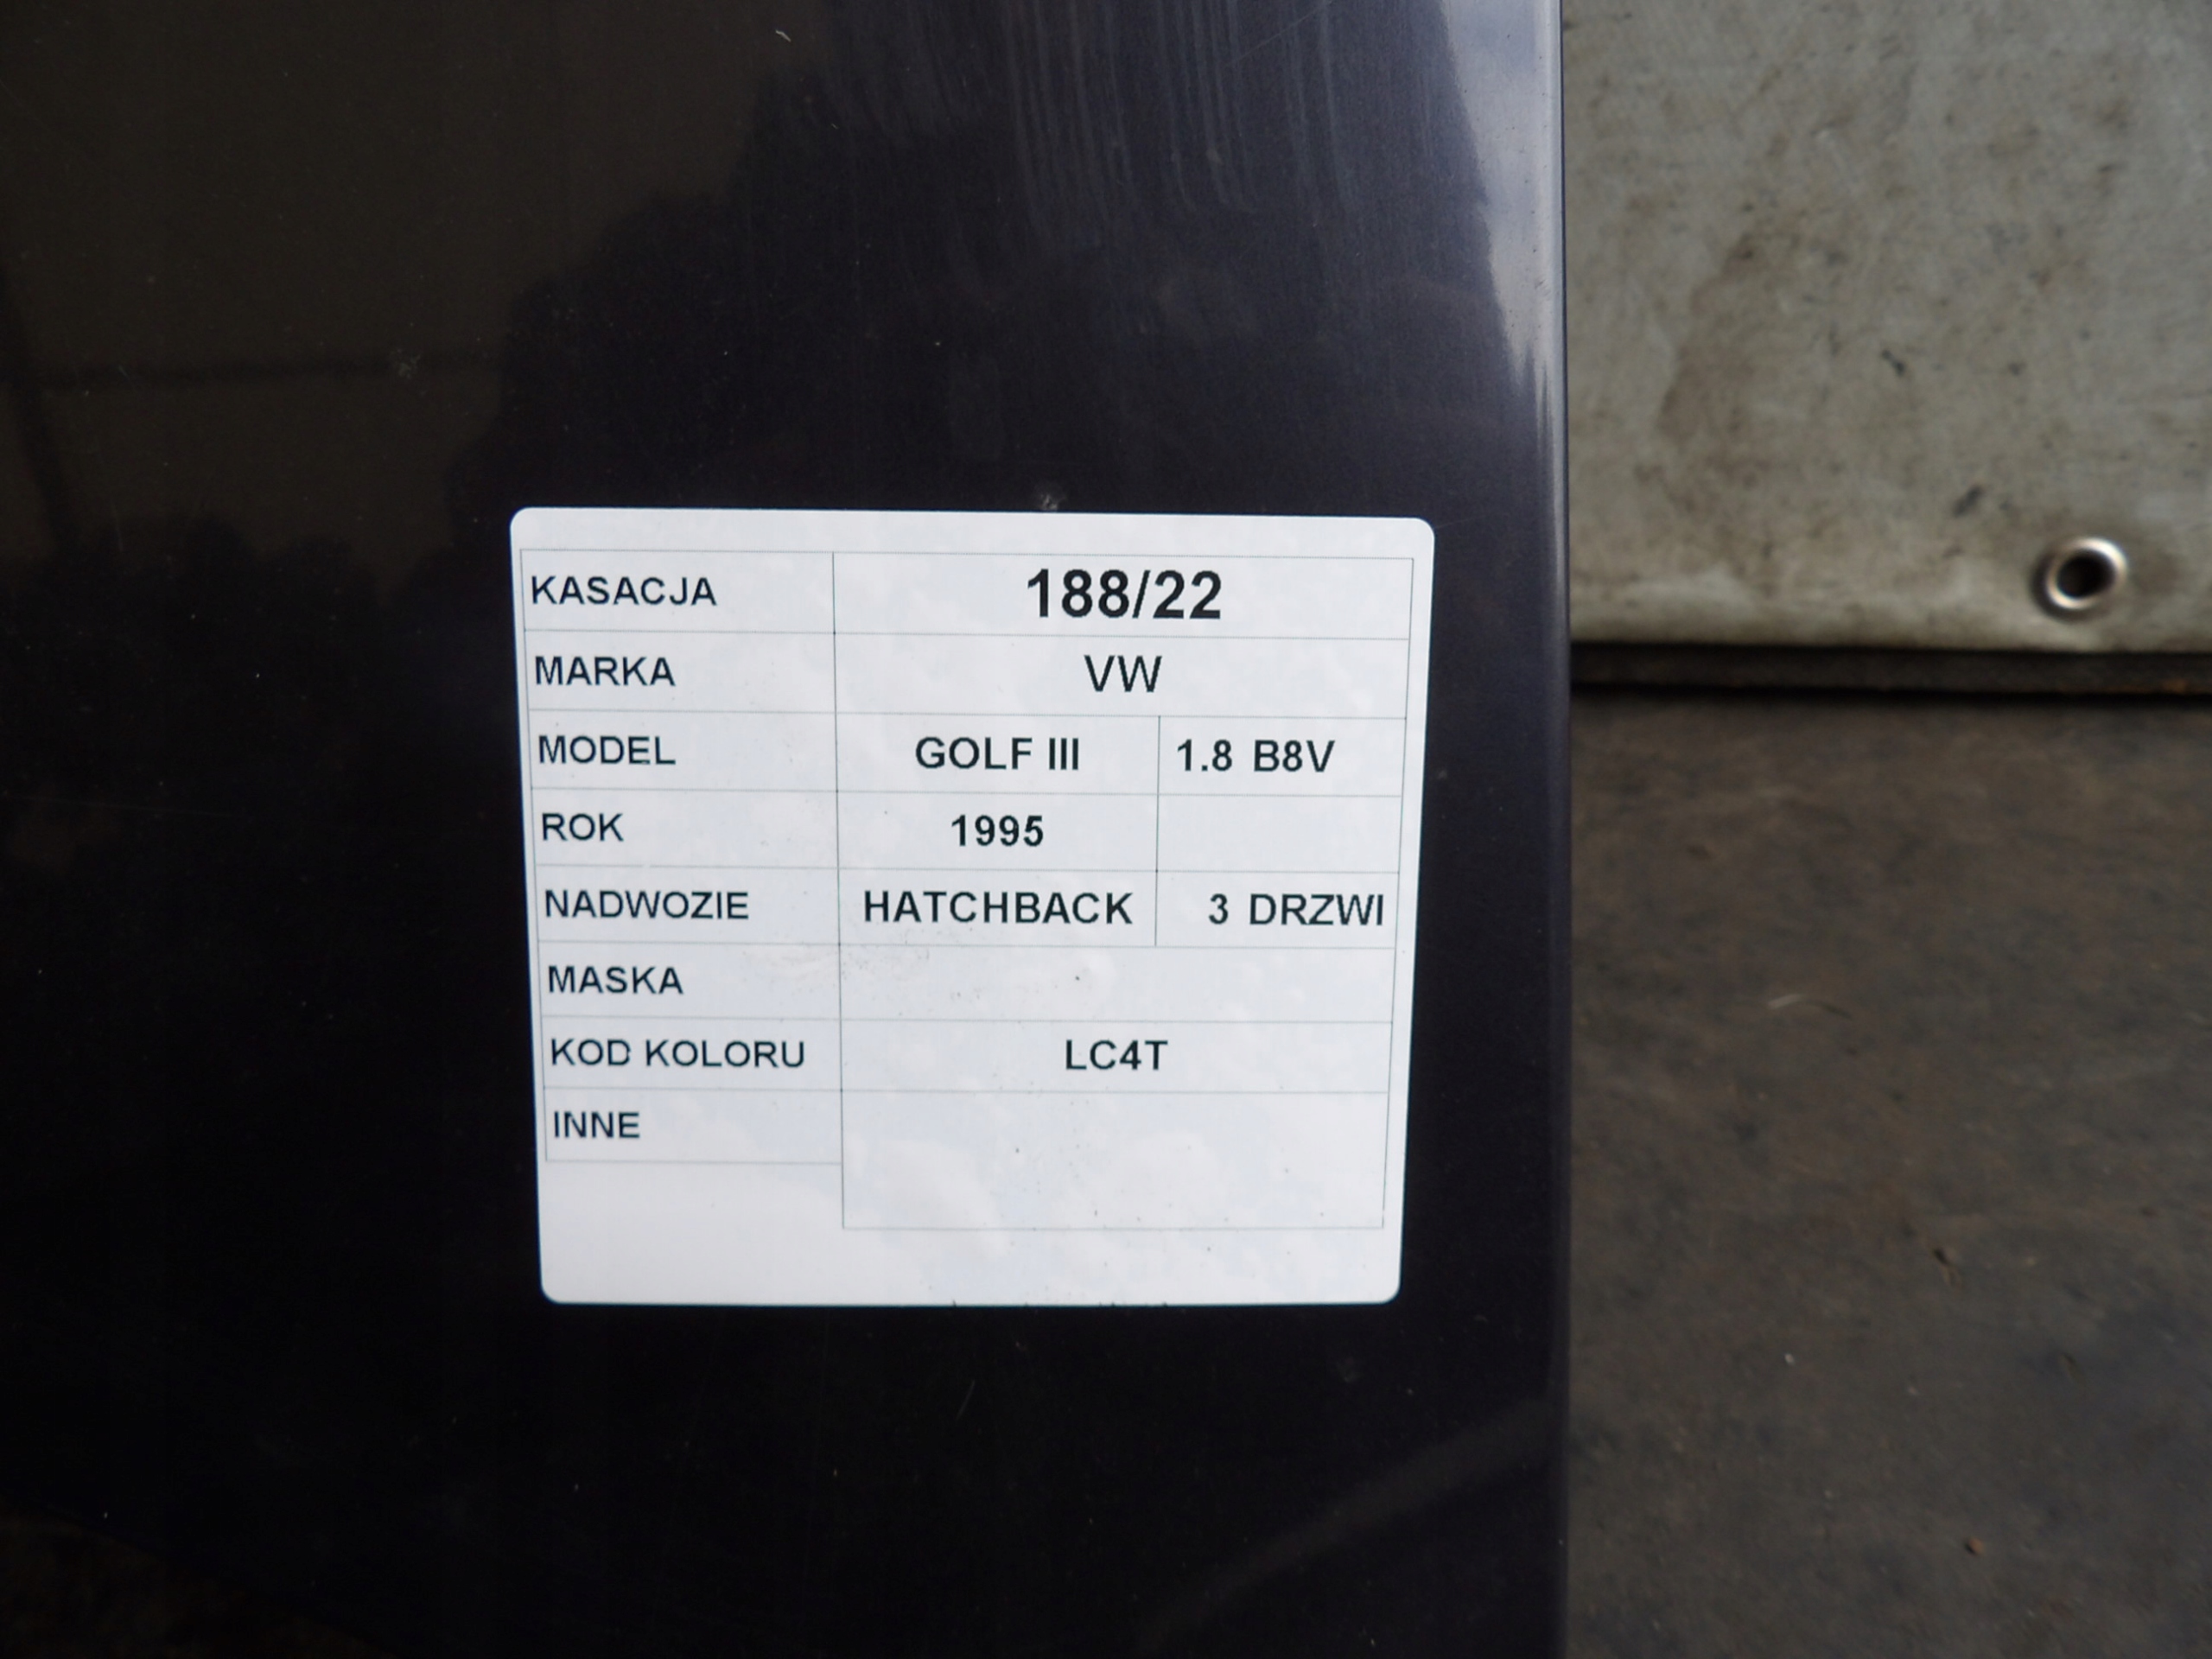 KASACJA 188/22
MARKA VW
MODEL GOLF III 1.8 B8V
ROK 1995
NADWOZIE HATCHBACK 3 DRZWI
MASKA
KOD KOLORU LC4T
INNE